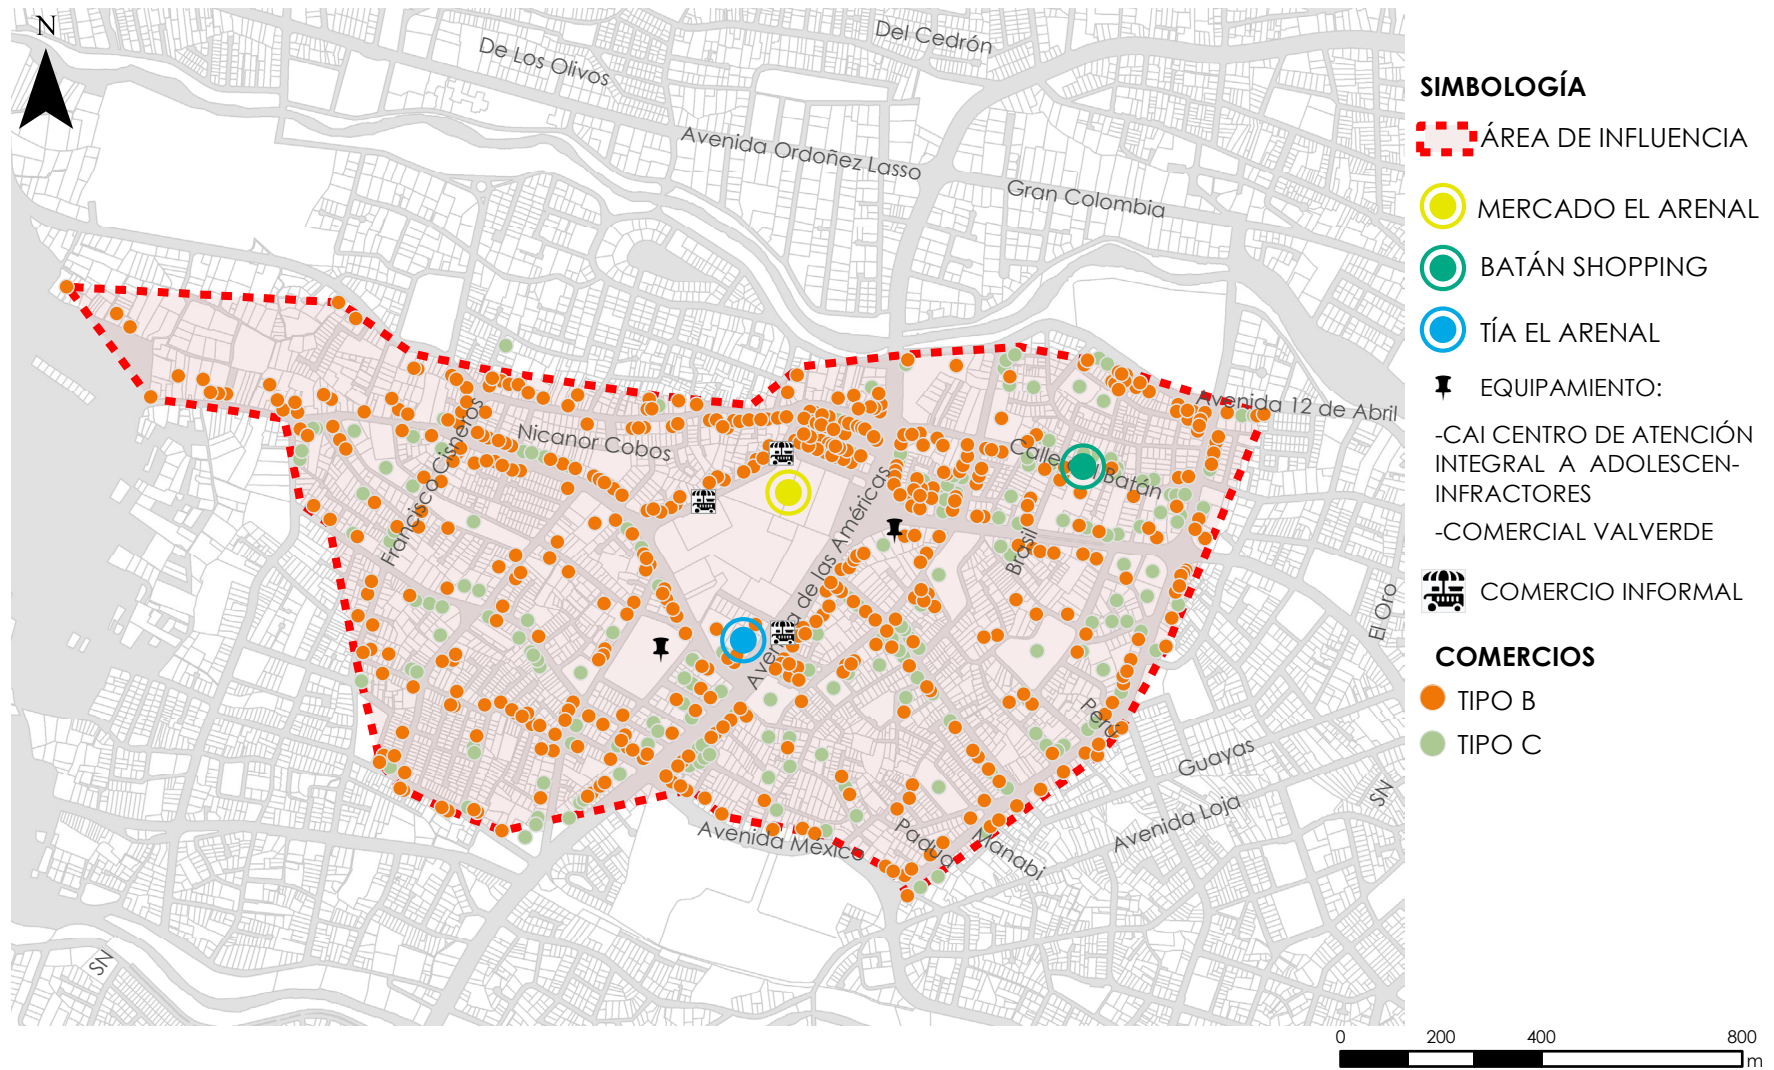 N
De Los Olivos
Del Cedrón
Avenida Ordoñez Lasso
Gran Colombia
Avenida 12 de Abril
Nicanor Cobos
Francisco Cisneros
Avenida de las Américas
Batán
Brasil
El Oro
Perú
Guayas
Avenida Loja
SN
Avenida México
Padua
Manabi
SN
SIMBOLOGÍA
ÁREA DE INFLUENCIA
MERCADO EL ARENAL
BATÁN SHOPPING
TÍA EL ARENAL
EQUIPAMIENTO:
-CAI CENTRO DE ATENCIÓN
INTEGRAL A ADOLESCEN-
INFRACTORES
-COMERCIAL VALVERDE
COMERCIO INFORMAL
COMERCIOS
TIPO B
TIPO C
0 200 400 800
m